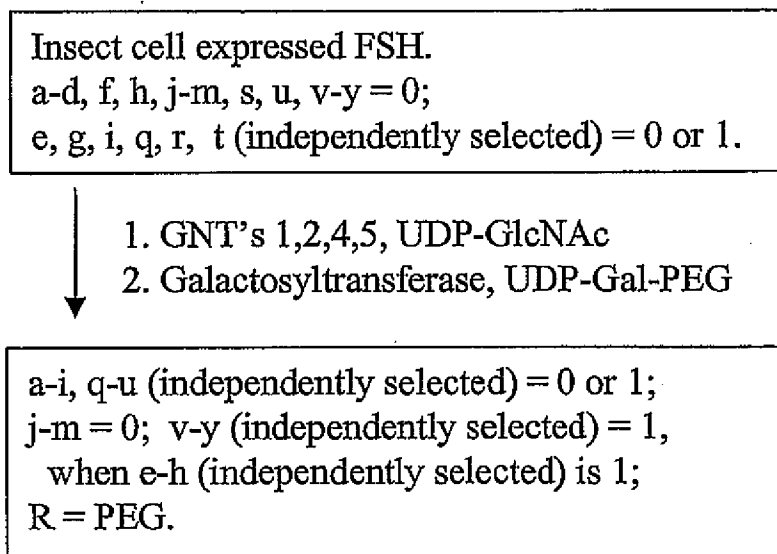 Insect cell expressed FSH.
a-d, f, h, j-m, s, u, v-y = 0;
e, g, i, q, r, t (independently selected) = 0 or 1.
1. GNT's 1,2,4,5, UDP-GlcNAc
2. Galactosyltransferase, UDP-Gal-PEG
a-i, q-u (independently selected) = 0 or 1;
j-m = 0; v-y (independently selected) = 1,
when e-h (independently selected) is 1;
R = PEG.